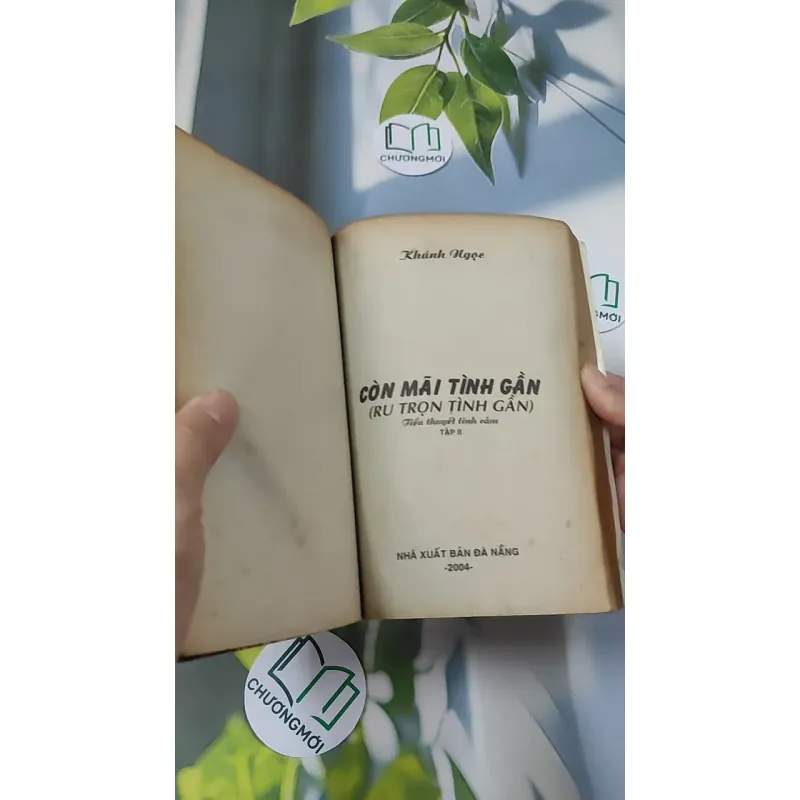 CHƯƠNGMỚI
Khánh Ngọc
MỚI
CÒN MÃI TÌNH GẦN
(RU TRỌN TÌNH GẦN)
Tiểu thuyết tình cảm
TẬP II
NHÀ XUẤT BẢN ĐÀ NẴNG
-2004-
CHƯƠNGMỚI